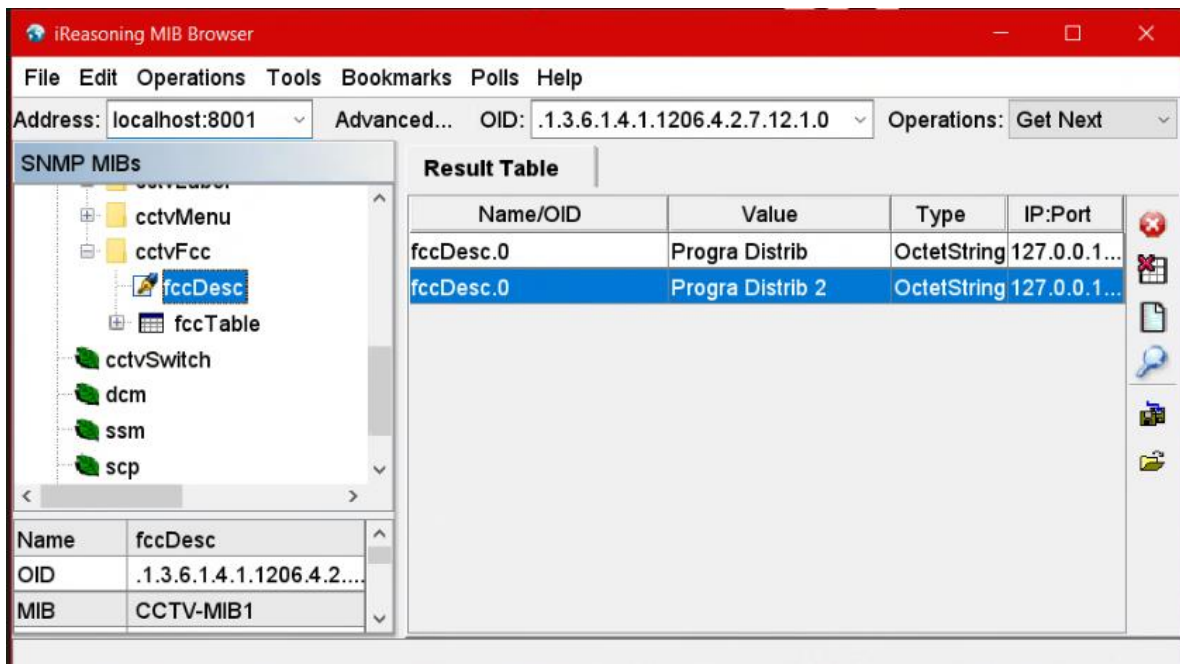 iReasoning MIB Browser
File Edit Operations Tools Bookmarks Polls Help
Address: localhost:8001 Advanced... OID: .1.3.6.1.4.1.1206.4.2.7.12.1.0 Operations: Get Next
SNMP MIBs
cctvMenu
cctvFcc
fccDesc
fccTable
cctvSwitch
dcm
ssm
scp
Name fccDesc
OID .1.3.6.1.4.1.1206.4.2....
MIB CCTV-MIB1
Result Table
Name/OID Value Type IP:Port
fccDesc.0 Progra Distrib OctetString 127.0.0.1...
fccDesc.0 Progra Distrib 2 OctetString 127.0.0.1...